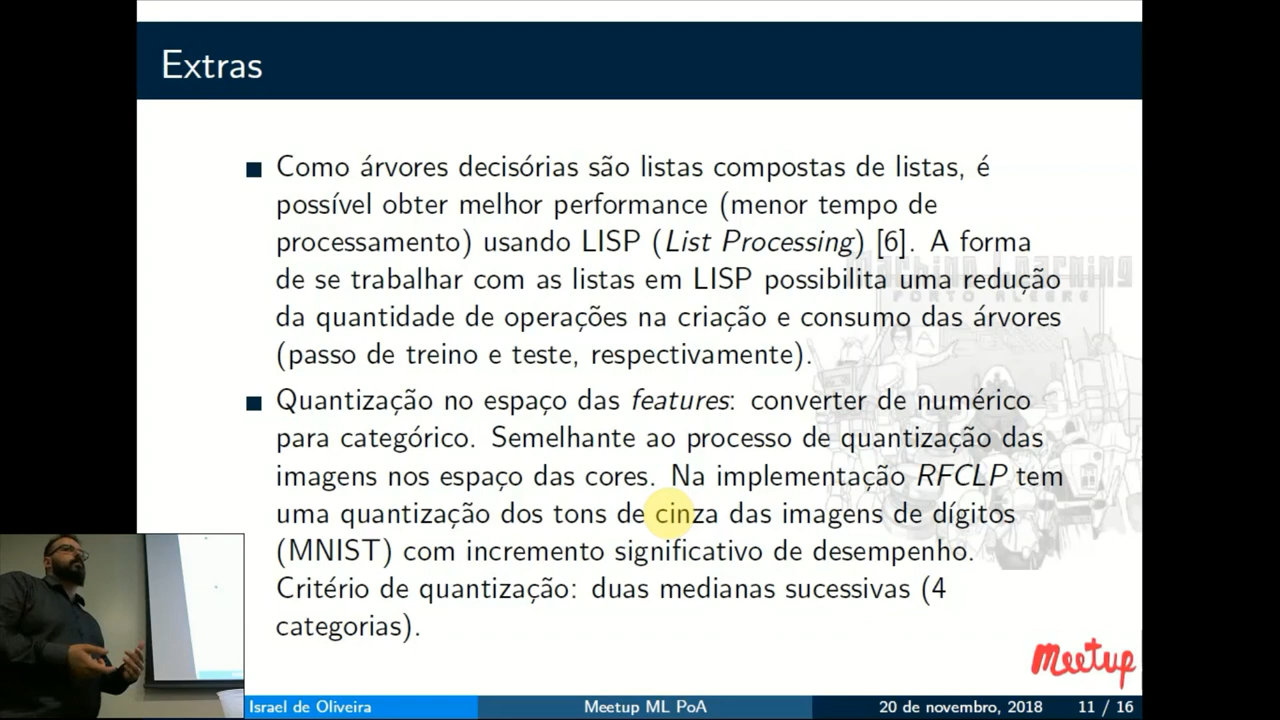 Extras
Como árvores decisórias são listas compostas de listas, é
possível obter melhor performance (menor tempo de
processamento) usando LISP (List Processing) [6]. A forma
de se trabalhar com as listas em LISP possibilita uma redução
da quantidade de operações na criação e consumo das árvores
(passo de treino e teste, respectivamente).
Quantização no espaço das features: converter de numérico
para categórico. Semelhante ao processo de quantização das
imagens nos espaço das cores. Na implementação RFCLP tem
uma quantização dos tons de cinza das imagens de dígitos
(MNIST) com incremento significativo de desempenho.
Critério de quantização: duas medianas sucessivas (4
categorias).
Machine Learning
PORTO ALEGRE
Meetup
Israel de Oliveira
Meetup ML PoA
20 de novembro, 2018
11 / 16